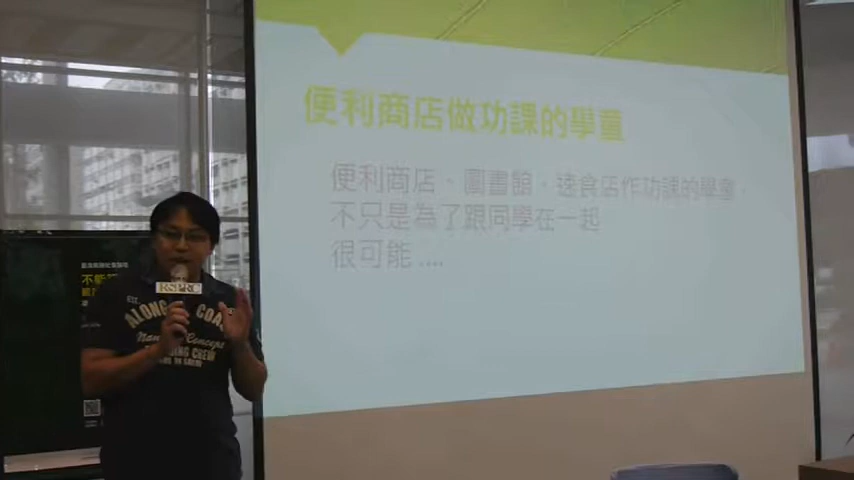 便利商店做功課的學童
便利商店、圖書館、速食店作功課的學童，
不只是為了跟同學在一起
很可能....
ALONG COAST